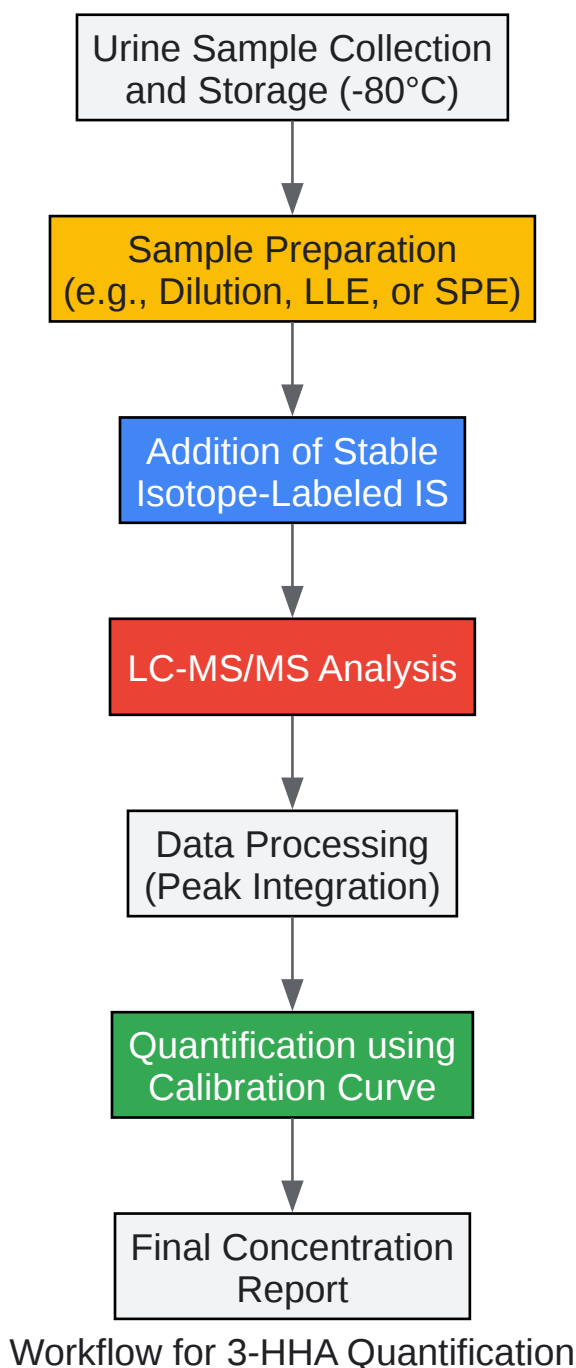 Urine Sample Collection
and Storage (-80°C)
Sample Preparation
(e.g., Dilution, LLE, or SPE)
Addition of Stable
Isotope-Labeled IS
LC-MS/MS Analysis
Data Processing
(Peak Integration)
Quantification using
Calibration Curve
Final Concentration
Report
Workflow for 3-HHA Quantification